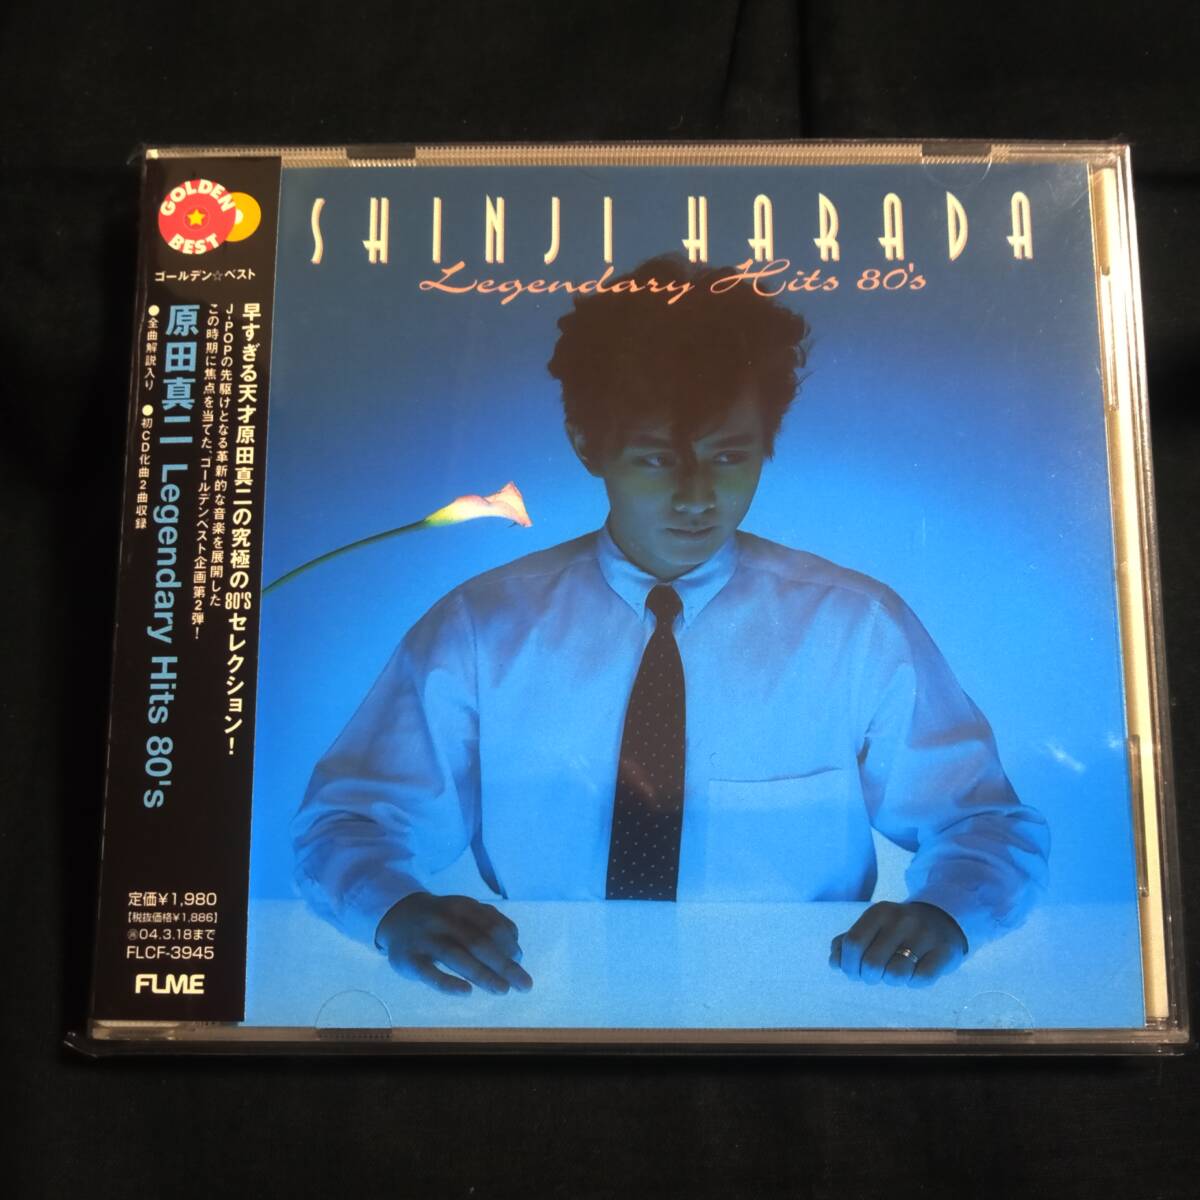 SHINJI HARADA
Legendary Hits 80's
GOLDEN
BEST
ゴールデン☆ベスト
早すぎる天才原田真二の究極の80'Sセレクション!
J-POPの先駆けとなる革新的な音楽を展開した
この時期に焦点を当てた、ゴールデンベスト企画第2弾!
原田真二 Legendary Hits 80's
●全曲解説入り ●初CD化曲2曲収録
定価¥1,980
【税抜価格¥1,886】
㋐04.3.18まで
FLCF-3945
FLME